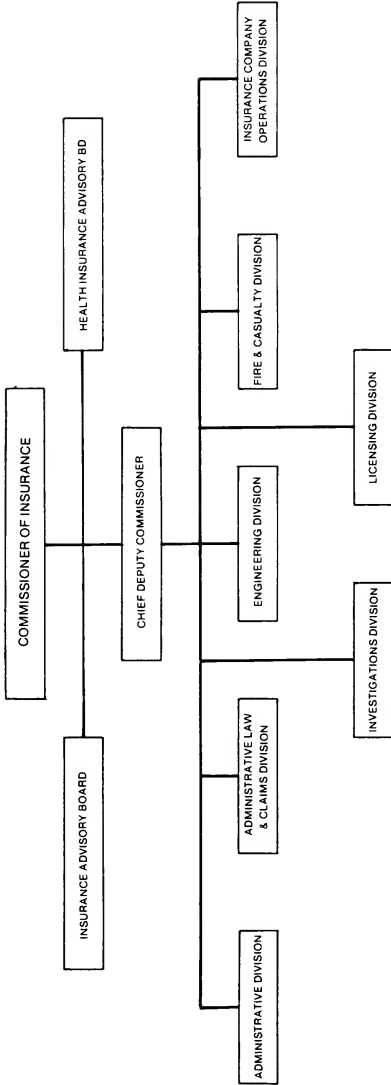 COMMISSIONER OF INSURANCE
INSURANCE ADVISORY BOARD
HEALTH INSURANCE ADVISORY BD
CHIEF DEPUTY COMMISSIONER
ADMINISTRATIVE DIVISION
ADMINISTRATIVE LAW
& CLAIMS DIVISION
ENGINEERING DIVISION
FIRE & CASUALTY DIVISION
INSURANCE COMPANY
OPERATIONS DIVISION
INVESTIGATIONS DIVISION
LICENSING DIVISION